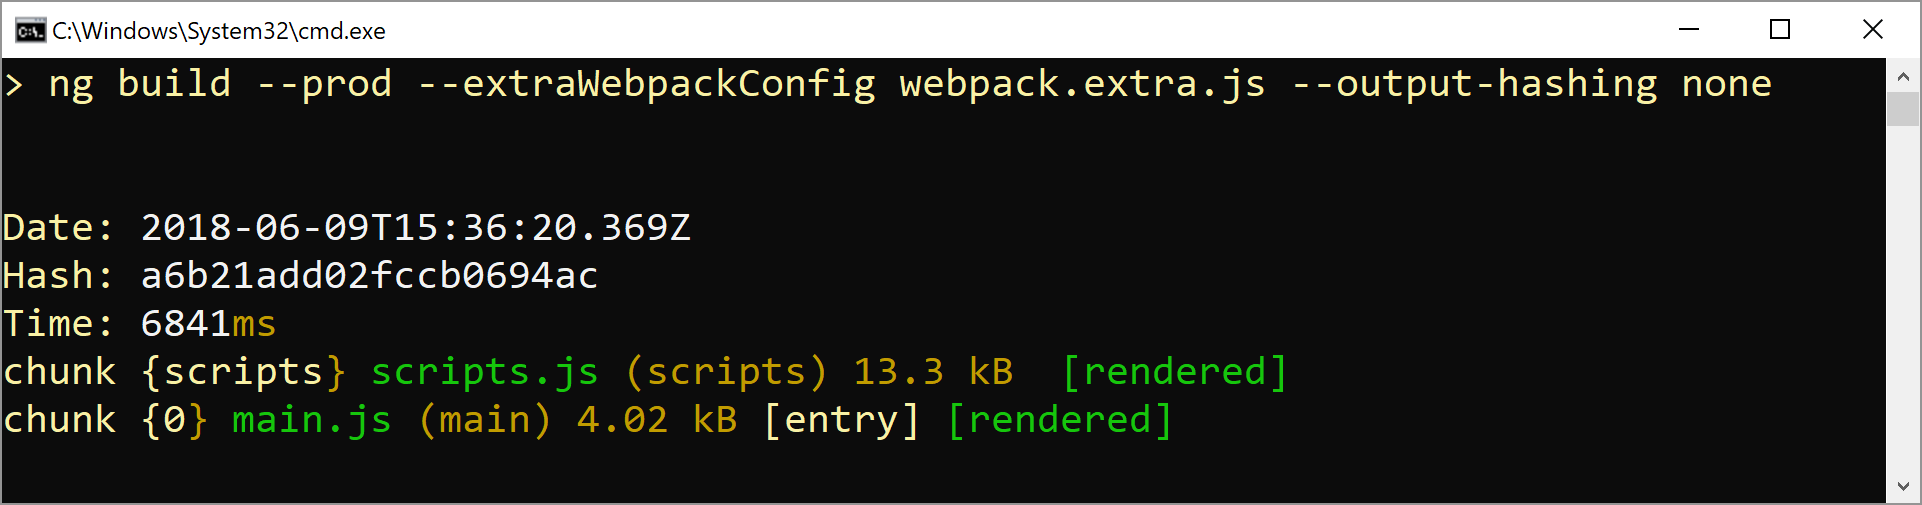 C:\Windows\System32\cmd.exe
> ng build --prod --extraWebpackConfig webpack.extra.js --output-hashing none
Date: 2018-06-09T15:36:20.369Z
Hash: a6b21add02fccb0694ac
Time: 6841ms
chunk {scripts} scripts.js (scripts) 13.3 kB  [rendered]
chunk {0} main.js (main) 4.02 kB [entry] [rendered]